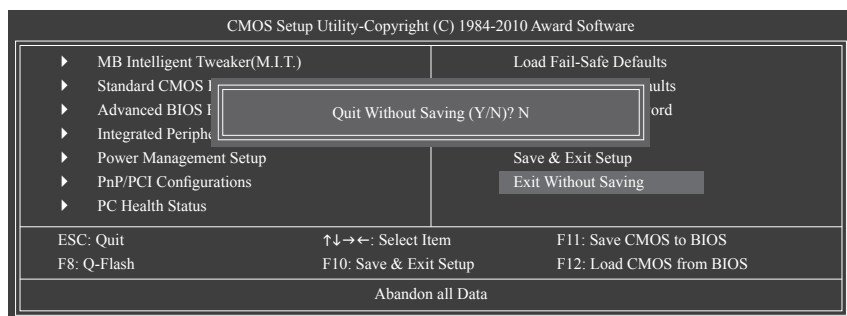 CMOS Setup Utility-Copyright (C) 1984-2010 Award Software
MB Intelligent Tweaker(M.I.T.)
Standard CMOS
Advanced BIOS
Integrated
Power Management Setup
PnP/PCI Configurations
PC Health Status
Load Fail-Safe Defaults
Save & Exit Setup
Exit Without Saving
Quit Without Saving (Y/N)? N
ESC: Quit
↑↓→←: Select Item
F11: Save CMOS to BIOS
F8: Q-Flash
F10: Save & Exit Setup
F12: Load CMOS from BIOS
Abandon all Data